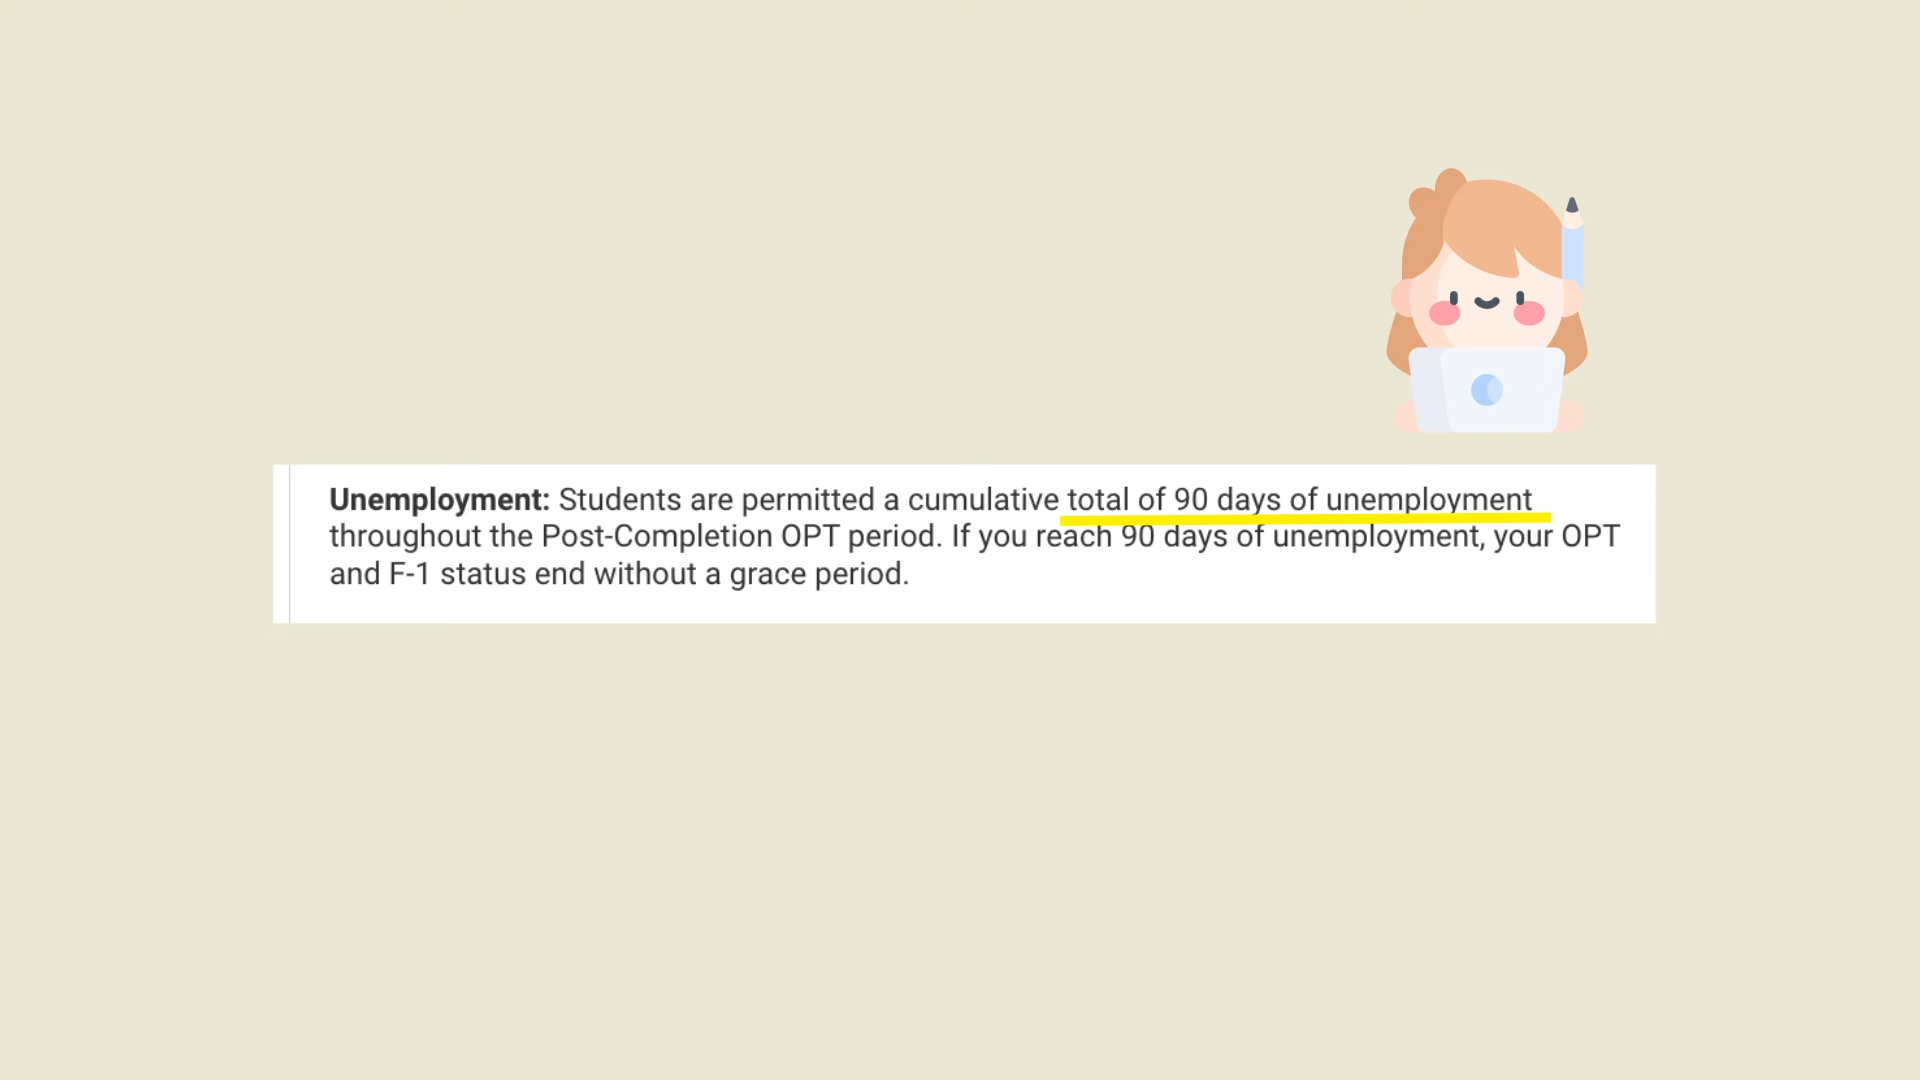 Unemployment: Students are permitted a cumulative total of 90 days of unemployment
throughout the Post-Completion OPT period. If you reach 90 days of unemployment, your OPT
and F-1 status end without a grace period.